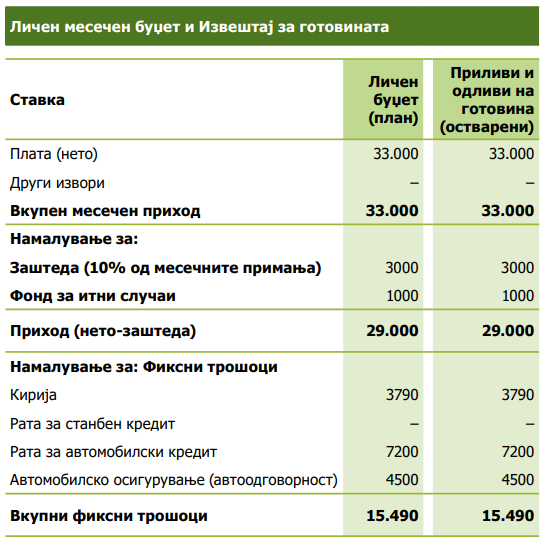 Личен месечен буџет и Извештај за готовината
Ставка Личен буџет (план) Приливи и одливи на готовина (остварени)
Плата (нето) 33.000 33.000
Други извори – –
Вкупен месечен приход 33.000 33.000
Намалување за:
Заштеда (10% од месечните примања) 3000 3000
Фонд за итни случаи 1000 1000
Приход (нето-заштеда) 29.000 29.000
Намалување за: Фиксни трошоци
Кирија 3790 3790
Рата за станбен кредит – –
Рата за автомобилски кредит 7200 7200
Автомобилско осигурување (автоодговорност) 4500 4500
Вкупни фиксни трошоци 15.490 15.490